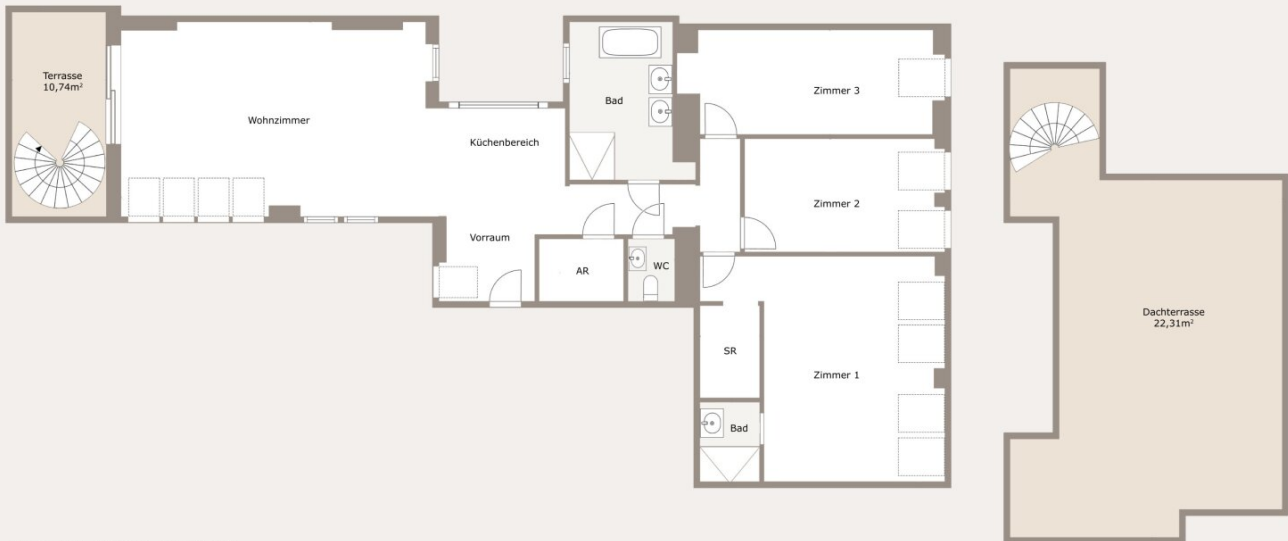 Terrasse
10,74m²
Wohnzimmer
Küchenbereich
Bad
Zimmer 3
Zimmer 2
Vorraum
AR
WC
SR
Zimmer 1
Bad
Dachterrasse
22,31m²